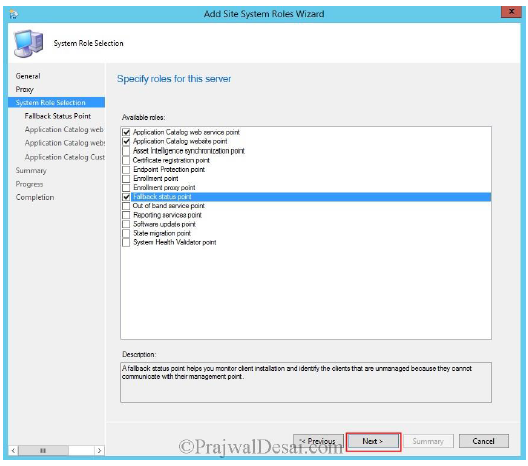 Add Site System Roles Wizard
x
System Role Selection
General
Proxy
System Role Selection
Fallback Status Point
Application Catalog web
Application Catalog webs
Application Catalog Cust
Summary
Progress
Completion
Specify roles for this server
Available roles:
Application Catalog web service point
Application Catalog website point
Asset Intelligence synchronization point
Certificate registration point
Endpoint Protection point
Enrollment point
Enrollment proxy point
Fallback status point
Out of band service point
Reporting services point
Software update point
State migration point
System Health Validator point
Description:
A fallback status point helps you monitor client installation and identify the clients that are unmanaged because they cannot
communicate with their management point.
< Previous
Next >
Summary
Cancel
©PrajwalDesai.com